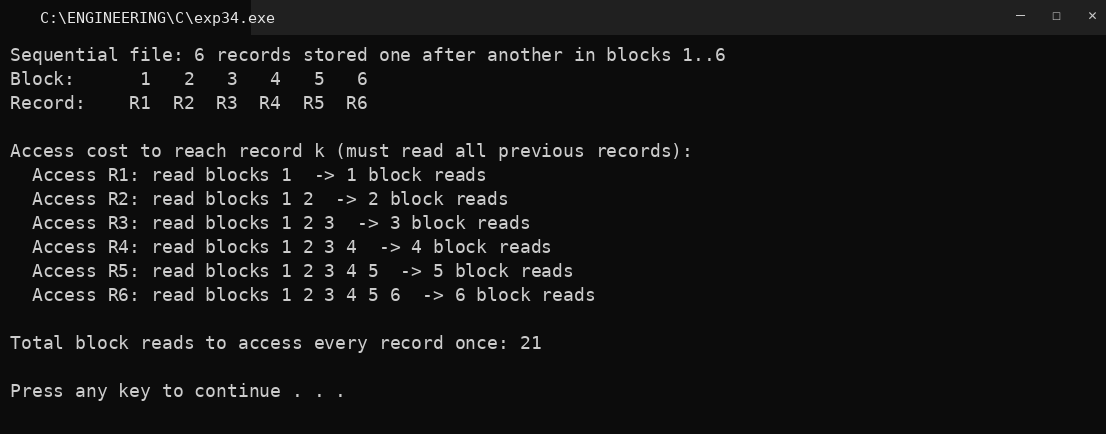 C:\ENGINEERING\C\exp34.exe
Sequential file: 6 records stored one after another in blocks 1..6
Block:      1   2   3   4   5   6
Record:    R1  R2  R3  R4  R5  R6
Access cost to reach record k (must read all previous records):
  Access R1: read blocks 1  -> 1 block reads
  Access R2: read blocks 1 2  -> 2 block reads
  Access R3: read blocks 1 2 3  -> 3 block reads
  Access R4: read blocks 1 2 3 4  -> 4 block reads
  Access R5: read blocks 1 2 3 4 5  -> 5 block reads
  Access R6: read blocks 1 2 3 4 5 6  -> 6 block reads
Total block reads to access every record once: 21
Press any key to continue . . .